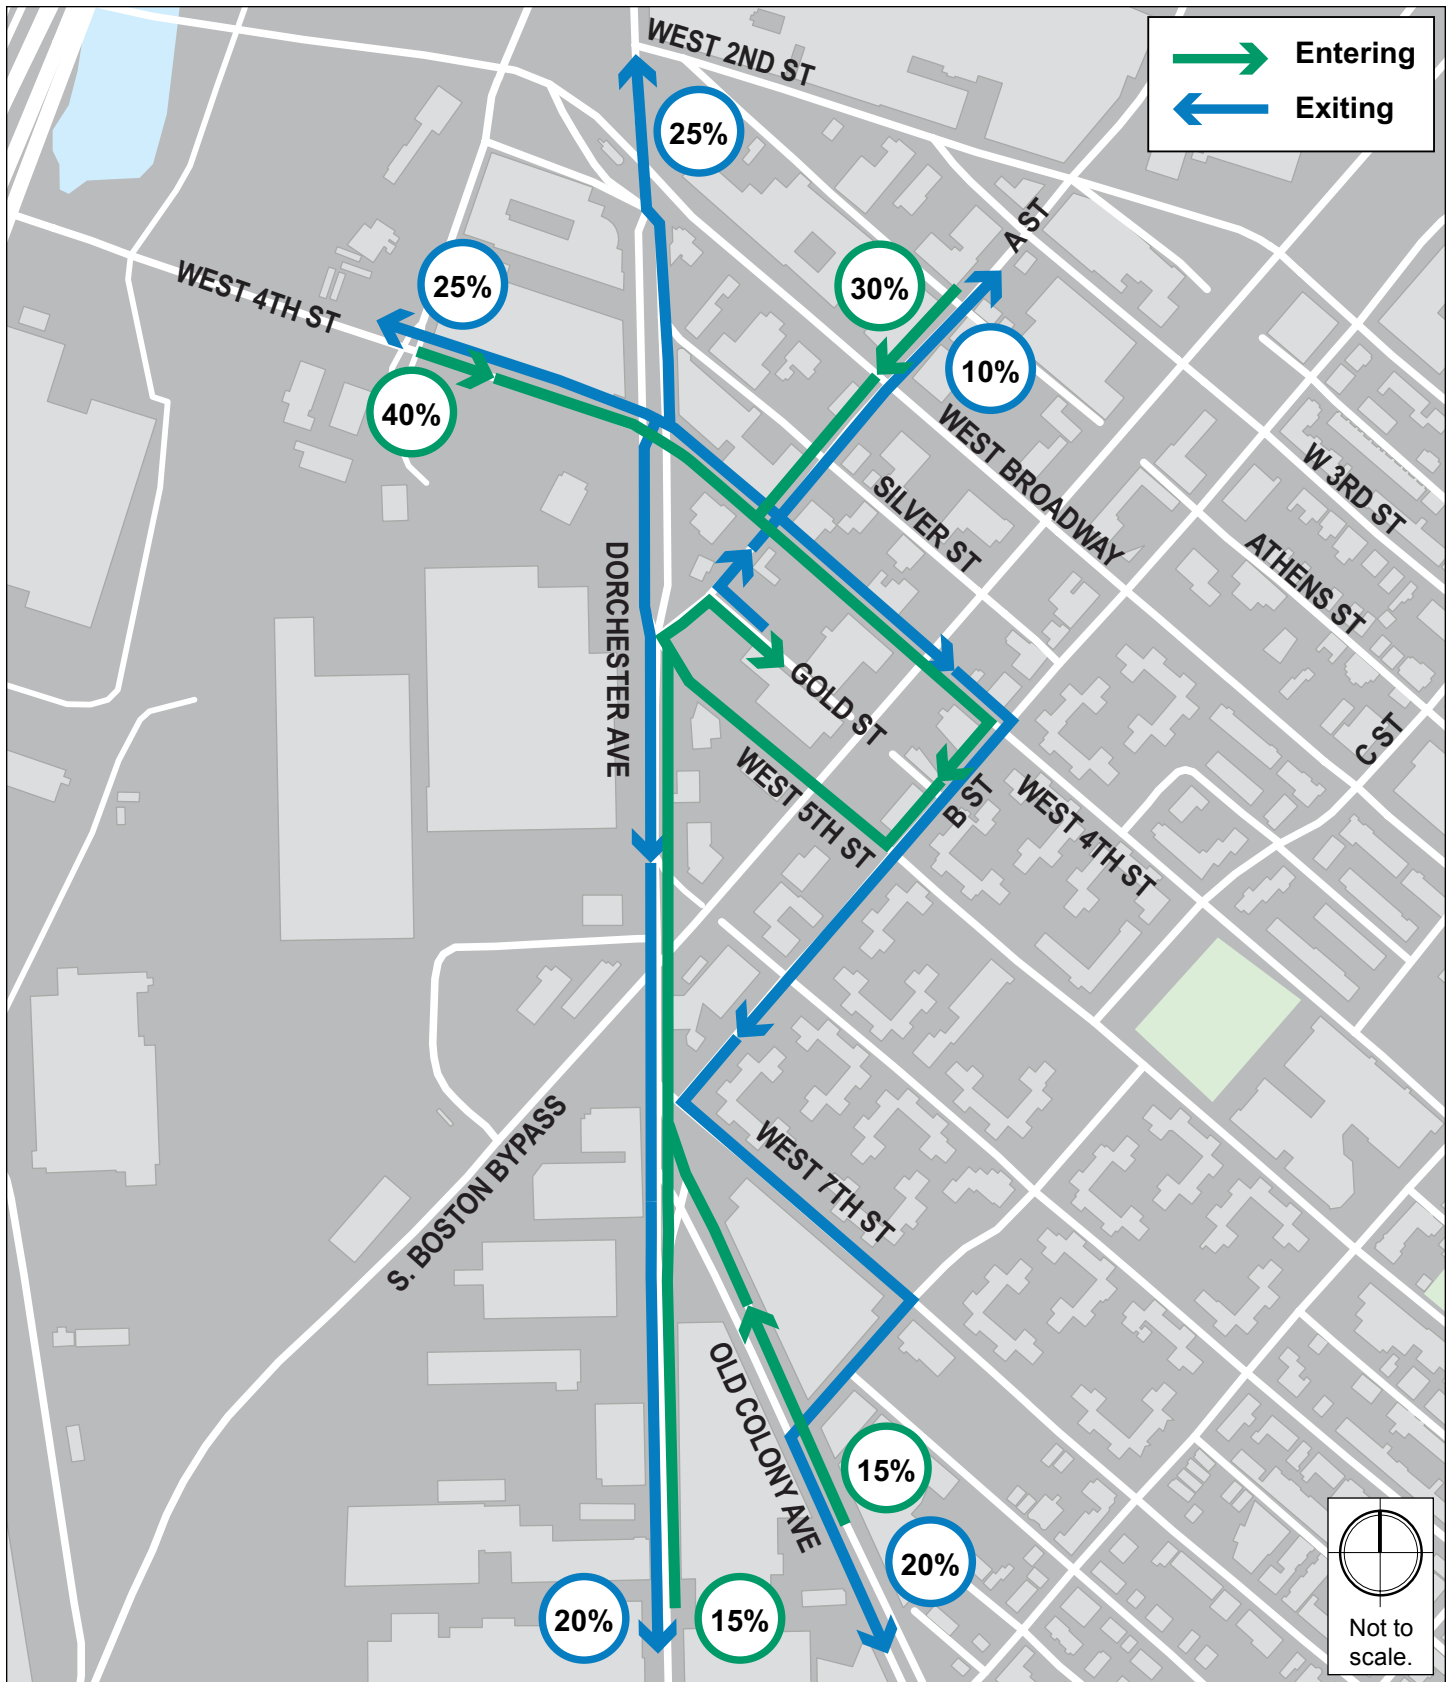 WEST 2ND ST
Entering
Exiting
25%
A ST
25%
30%
WEST 4TH ST
10%
40%
WEST BROADWAY
W 3RD ST
SILVER ST
ATHENS ST
DORCHESTER AVE
GOLD ST
C ST
WEST 5TH ST
B ST
WEST 4TH ST
S. BOSTON BYPASS
WEST 7TH ST
OLD COLONY AVE
15%
20%
20%
15%
Not to
scale.